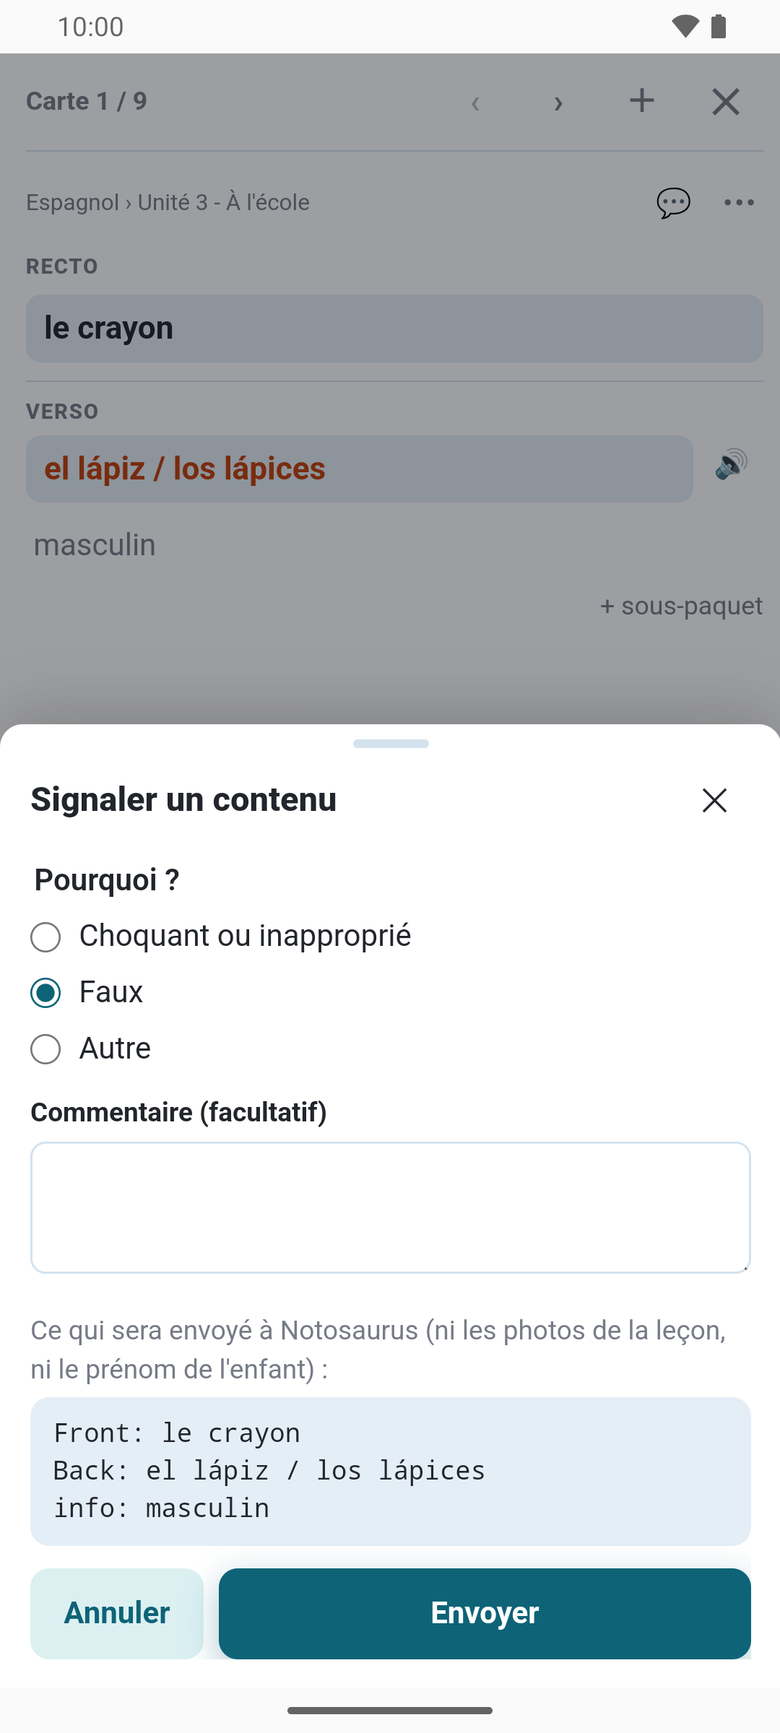 10:00
Carte 1 / 9
‹ › +
Espagnol › Unité 3 - À l'école
RECTO
le crayon
VERSO
el lápiz / los lápices
masculin
+ sous-paquet
Signaler un contenu
Pourquoi ?
Choquant ou inapproprié
Faux
Autre
Commentaire (facultatif)
Ce qui sera envoyé à Notosaurus (ni les photos de la leçon,
ni le prénom de l'enfant) :
Front: le crayon
Back: el lápiz / los lápices
info: masculin
Annuler
Envoyer